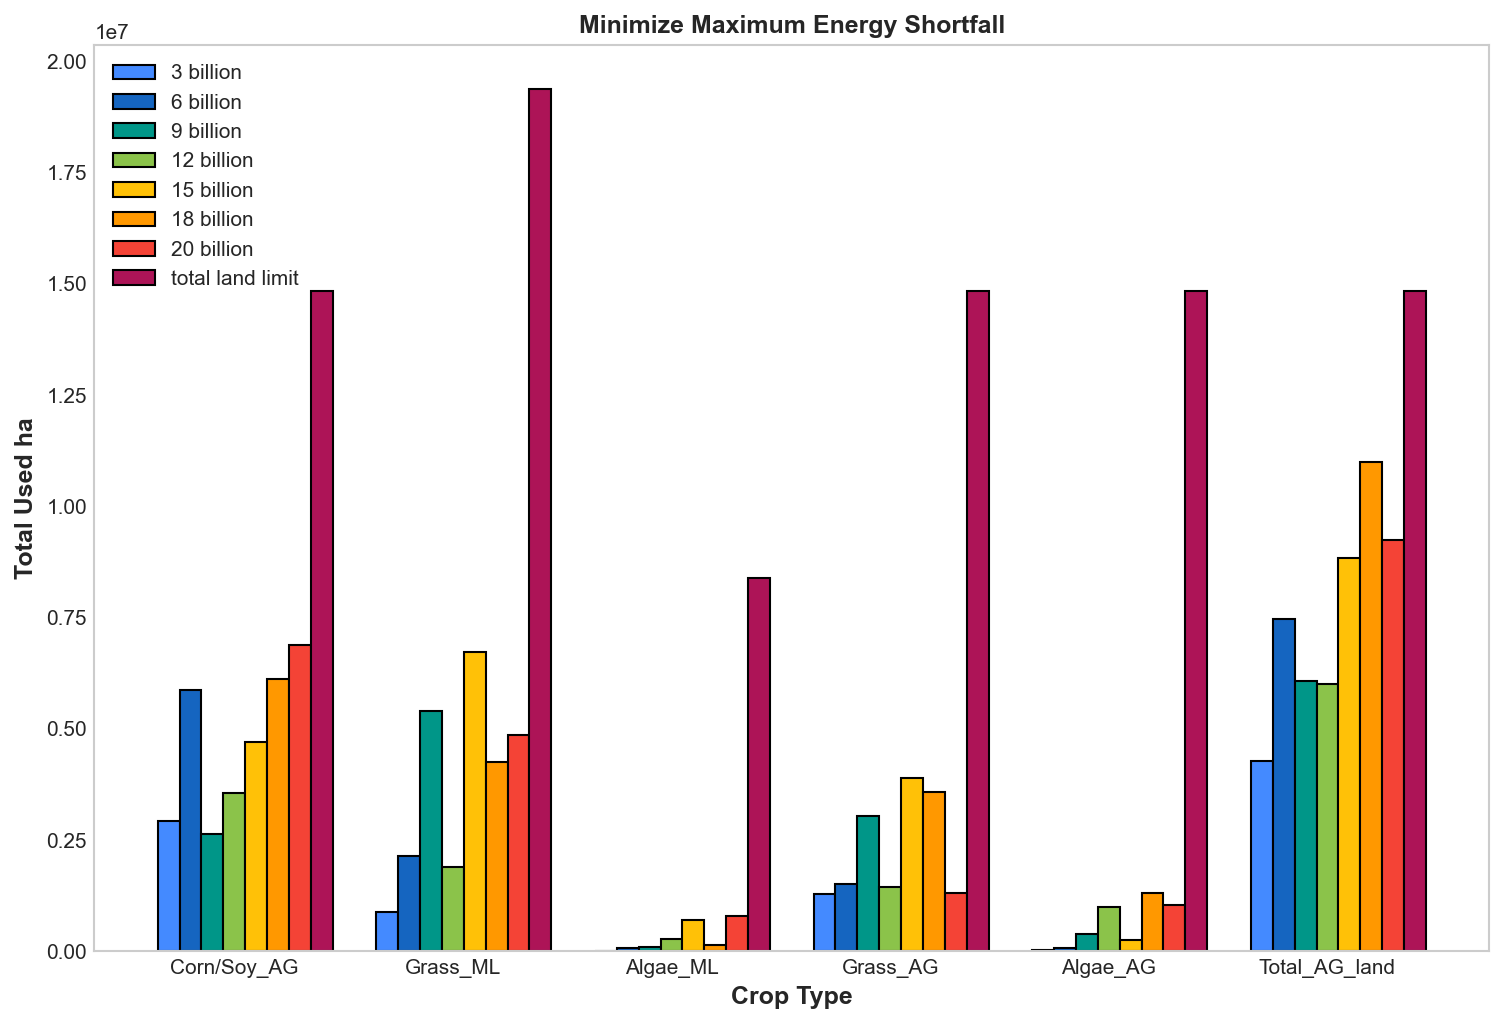 Minimize Maximum Energy Shortfall
1e7
2.00
1.75
1.50
1.25
1.00
0.75
0.50
0.25
0.00
Total Used ha
3 billion
6 billion
9 billion
12 billion
15 billion
18 billion
20 billion
total land limit
Corn/Soy_AG
Grass_ML
Algae_ML
Grass_AG
Algae_AG
Total_AG_land
Crop Type